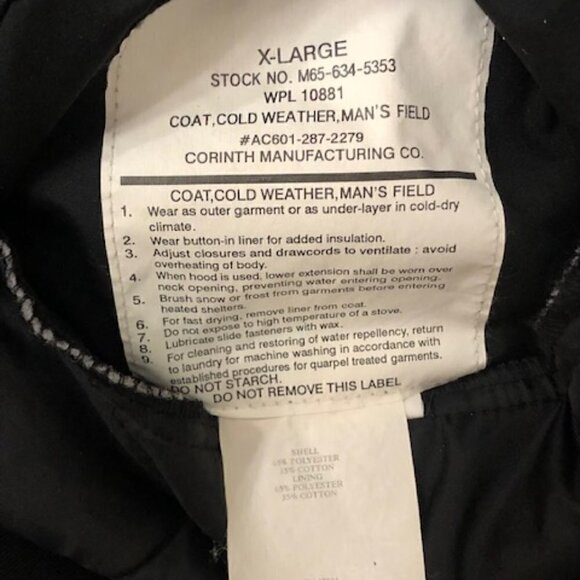 X-LARGE
STOCK NO. M65-634-5353
WPL 10881
COAT,COLD WEATHER,MAN'S FIELD
#AC601-287-2279
CORINTH MANUFACTURING CO.
COAT,COLD WEATHER,MAN'S FIELD
1. Wear as outer garment or as under-layer in cold-dry
climate.
2. Wear button-in liner for added insulation.
3. Adjust closures and drawcords to ventilate : avoid
overheating of body.
4. When hood is used, lower extension shall be worn over
neck opening, preventing water entering opening.
5. Brush snow or frost from garments before entering
heated shelters.
6. For fast drying, remove liner from coat.
7. Do not expose to high temperature of a stove.
8. Lubricate slide fasteners with wax.
9. For cleaning and restoring of water repellency, return
to laundry for machine washing in accordance with
established procedures for quarpel treated garments.
DO NOT STARCH.
DO NOT REMOVE THIS LABEL
SHELL
65% POLYESTER
35% COTTON
LINING
65% POLYESTER
35% COTTON